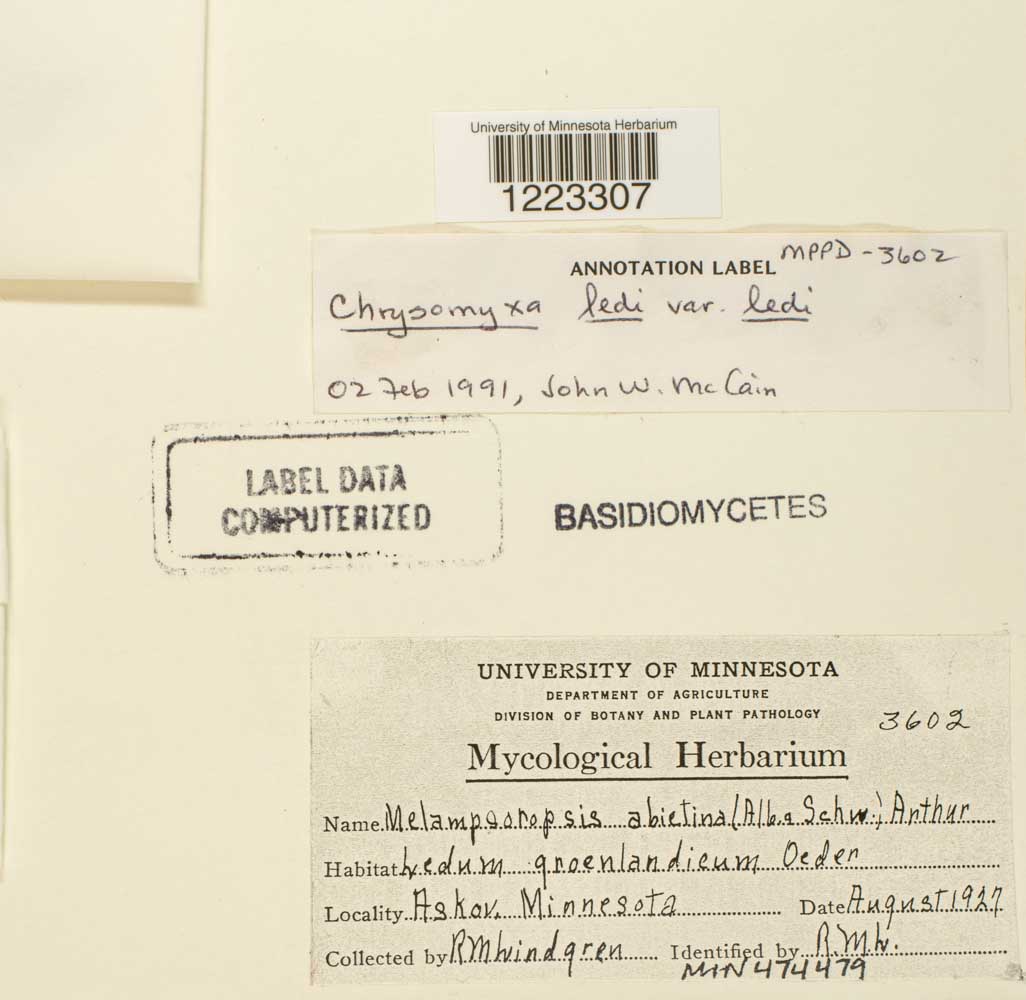 University of Minnesota Herbarium
1223307
ANNOTATION LABEL MPPD-3602
Chrysomyxa ledi var. ledi
02 Feb 1991, John W. McCain
LABEL DATA
COMPUTERIZED
BASIDIOMYCETES
UNIVERSITY OF MINNESOTA
DEPARTMENT OF AGRICULTURE
DIVISION OF BOTANY AND PLANT PATHOLOGY
3602
Mycological Herbarium
Name Melampsoropsis abietina (Alb. & Schw.) Arthur
Habitat Ledum groenlandicum Oeder
Locality Askov, Minnesota Date August 1927
Collected by RMLindgren Identified by R.M.L.
MIN 474479